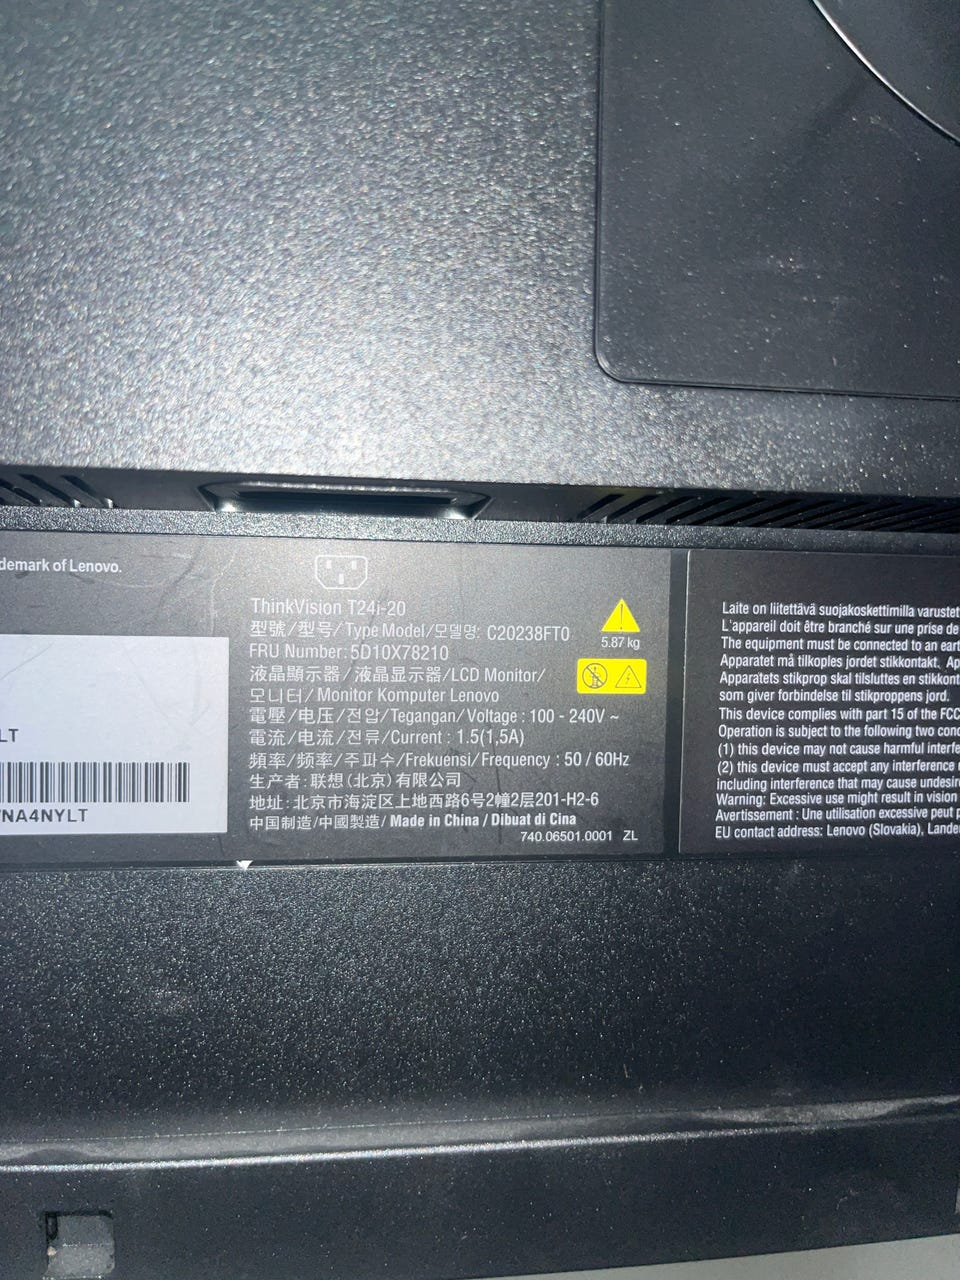 demark of Lenovo.
LT
NA4NYLT
ThinkVision T24i-20
型號/型号/Type Model/모델명: C20238FT0
FRU Number: 5D10X78210
液晶顯示器/液晶显示器/LCD Monitor/
모니터/Monitor Komputer Lenovo
電壓/电压/전압/Tegangan/Voltage : 100 - 240V ~
電流/电流/전류/Current : 1.5(1,5A)
頻率/频率/주파수/Frekuensi/Frequency : 50 / 60Hz
生产者: 联想(北京)有限公司
地址: 北京市海淀区上地西路6号2幢2层201-H2-6
中国制造/中國製造/ Made in China / Dibuat di Cina
740.06501.0001 ZL
5.87 kg
Laite on liitettävä suojakoskettimilla varustet
L'appareil doit être branché sur une prise de
The equipment must be connected to an eart
Apparatet må tilkoples jordet stikkontakt. Ap
Apparatets stikprop skal tilsluttes en stikkont
som giver forbindelse til stikproppens jord.
This device complies with part 15 of the FCC
Operation is subject to the following two cond
(1) this device may not cause harmful interfe
(2) this device must accept any interference
including interference that may cause undesir
Warning: Excessive use might result in vision
Avertissement : Une utilisation excessive peut p
EU contact address: Lenovo (Slovakia), Lande